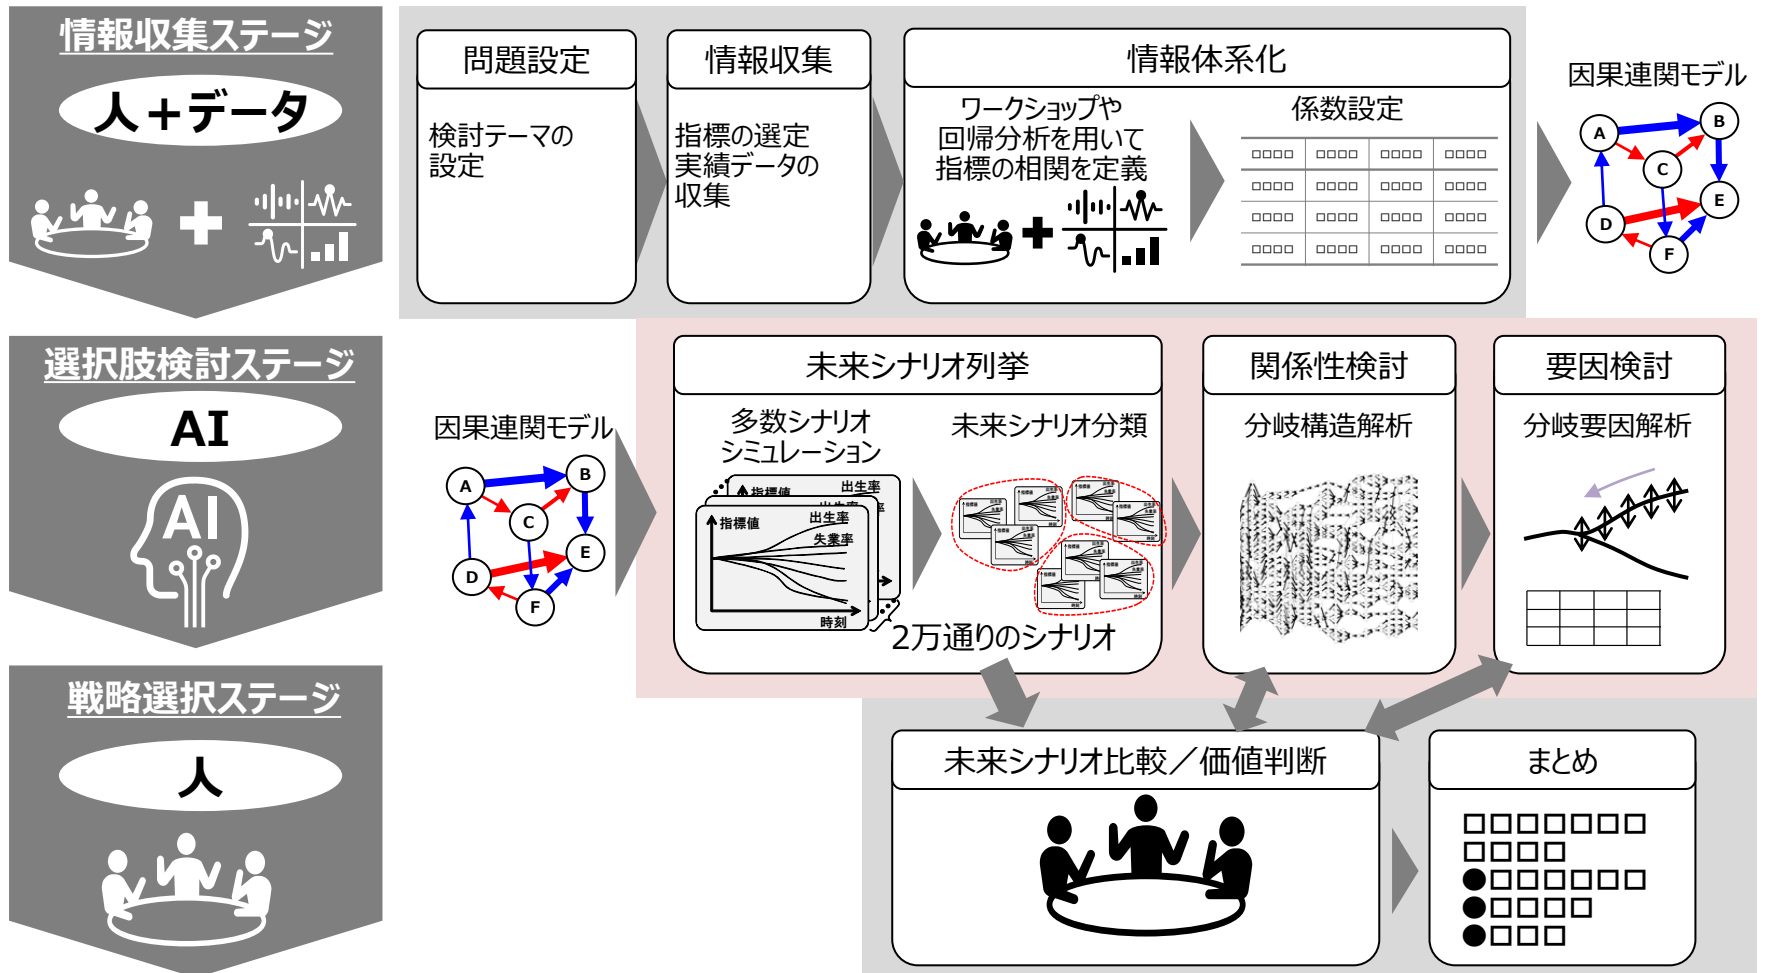 情報収集ステージ
人＋データ
問題設定
検討テーマの
設定
情報収集
指標の選定
実績データの
収集
情報体系化
ワークショップや
回帰分析を用いて
指標の相関を定義
係数設定
□□□□ □□□□ □□□□ □□□□
□□□□ □□□□ □□□□ □□□□
□□□□ □□□□ □□□□ □□□□
□□□□ □□□□ □□□□ □□□□
因果連関モデル
A
B
C
E
D
F
選択肢検討ステージ
AI
AI
因果連関モデル
A
B
C
E
D
F
未来シナリオ列挙
多数シナリオ
シミュレーション
指標値
出生率
指標値
出生率
失業率
時刻
未来シナリオ分類
2万通りのシナリオ
関係性検討
分岐構造解析
要因検討
分岐要因解析
戦略選択ステージ
人
未来シナリオ比較／価値判断
まとめ
□□□□□□□
□□□□
●□□□□□□
●□□□□
●□□□